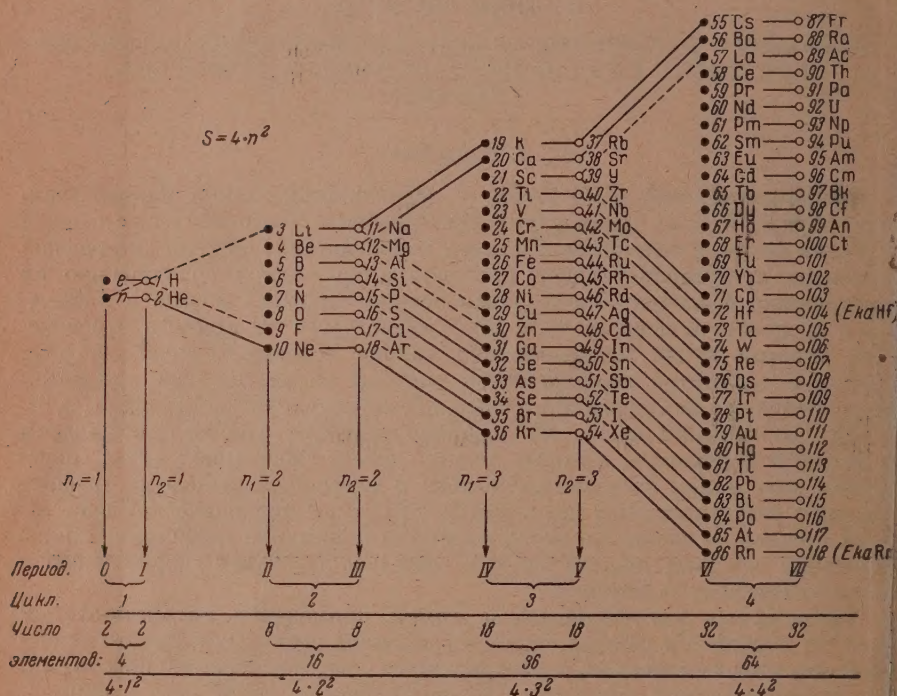 55 Cs 87 Fr
56 Ba 88 Ra
57 La 89 Ac
58 Ce 90 Th
59 Pr 91 Pa
60 Nd 92 U
61 Pm 93 Np
S=4·n²
19 K 37 Rb 62 Sm 94 Pu
20 Ca 38 Sr 63 Eu 95 Am
21 Sc 39 Y 64 Gd 96 Cm
22 Ti 40 Zr 65 Tb 97 Bk
23 V 41 Nb 66 Dy 98 Cf
3 Li 11 Na 24 Cr 42 Mo 67 Ho 99 An
4 Be 12 Mg 25 Mn 43 Tc 68 Er 100 Ct
5 B 13 Al 26 Fe 44 Ru 69 Tu 101
e 1 H 6 C 14 Si 27 Co 45 Rh 70 Yb 102
n 2 He 7 N 15 P 28 Ni 46 Rd 71 Cp 103
8 O 16 S 29 Cu 47 Ag 72 Hf 104 (EkaHf)
9 F 17 Cl 30 Zn 48 Cd 73 Ta 105
10 Ne 18 Ar 31 Ga 49 In 74 W 106
32 Ge 50 Sn 75 Re 107
33 As 51 Sb 76 Os 108
34 Se 52 Te 77 Ir 109
35 Br 53 I 78 Pt 110
36 Kr 54 Xe 79 Au 111
80 Hg 112
81 Tl 113
n₁=1 n₂=1 n₁=2 n₂=2 n₁=3 n₂=3 82 Pb 114
83 Bi 115
84 Po 116
85 At 117
86 Rn 118 (EkaRn
Период. 0 I II III IV V VI VII
Цикл. 1 2 3 4
Число 2 2 8 8 18 18 32 32
элементов: 4 16 36 64
4·1² 4·2² 4·3² 4·4²